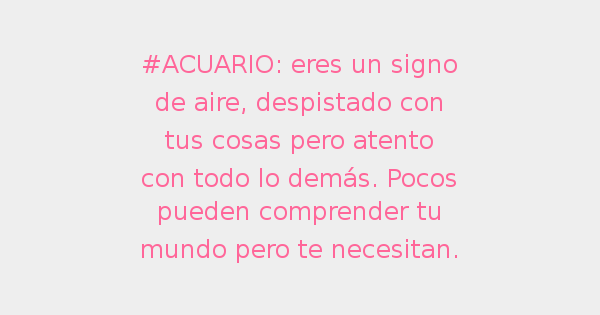 #ACUARIO: eres un signo
de aire, despistado con
tus cosas pero atento
con todo lo demás. Pocos
pueden comprender tu
mundo pero te necesitan.